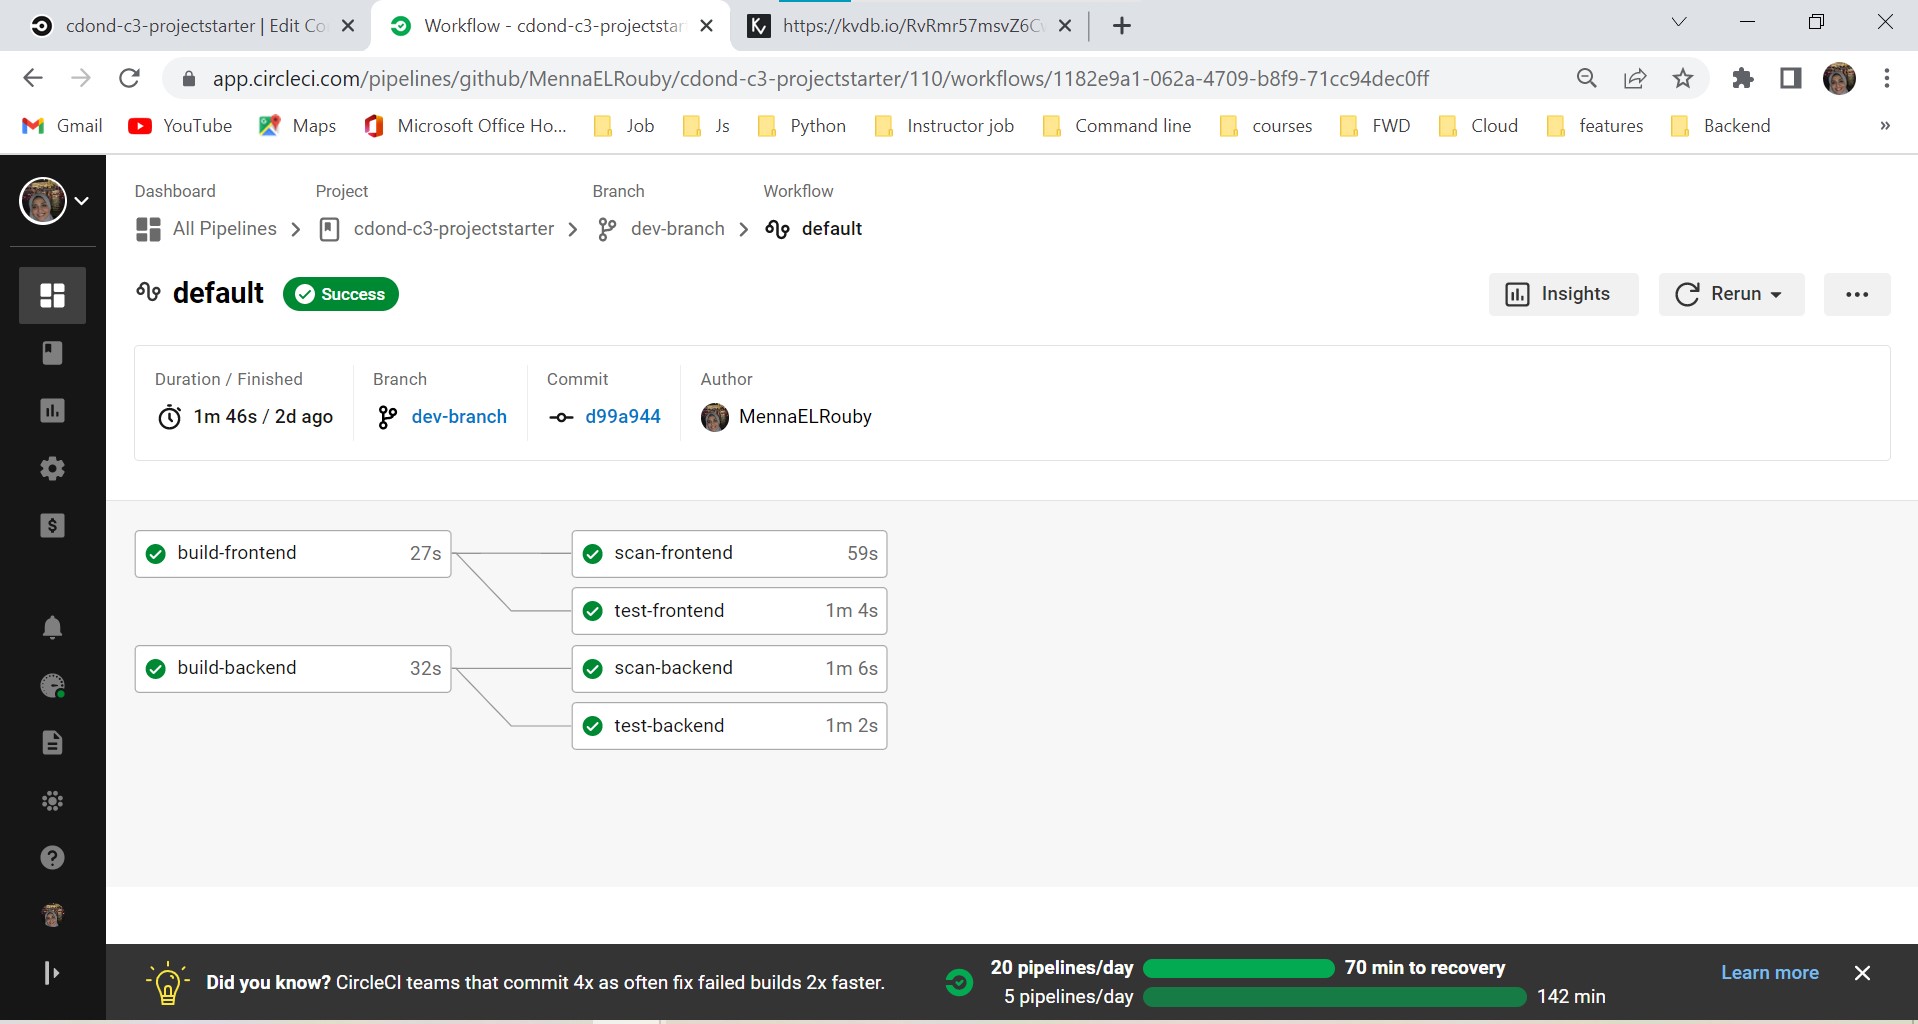 cdond-c3-projectstarter | Edit Co
Workflow - cdond-c3-projectstar
https://kvdb.io/RvRmr57msvZ6C
app.circleci.com/pipelines/github/MennaELRouby/cdond-c3-projectstarter/110/workflows/1182e9a1-062a-4709-b8f9-71cc94dec0ff
Gmail YouTube Maps Microsoft Office Ho... Job Js Python Instructor job Command line courses FWD Cloud features Backend »
Dashboard Project Branch Workflow
All Pipelines cdond-c3-projectstarter dev-branch default
default Success Insights Rerun
Duration / Finished Branch Commit Author
1m 46s / 2d ago dev-branch d99a944 MennaELRouby
build-frontend 27s scan-frontend 59s
test-frontend 1m 4s
build-backend 32s scan-backend 1m 6s
test-backend 1m 2s
Did you know? CircleCI teams that commit 4x as often fix failed builds 2x faster.
20 pipelines/day 70 min to recovery
5 pipelines/day 142 min
Learn more